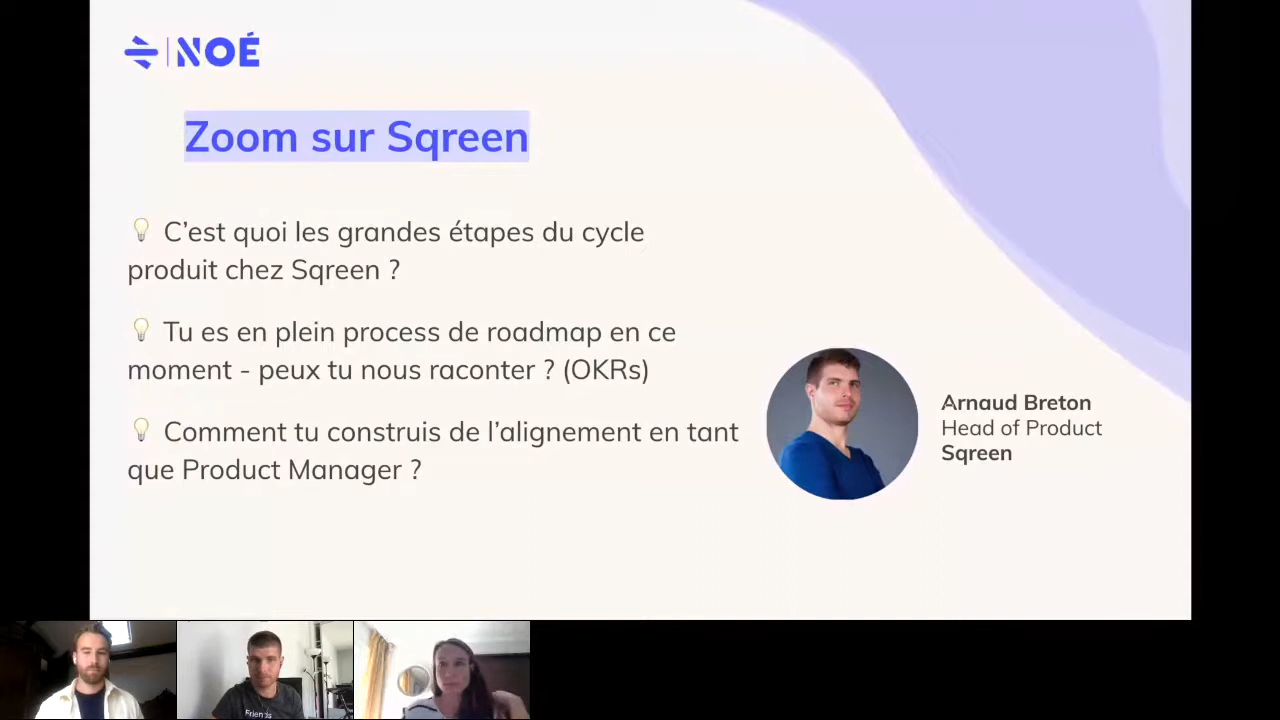 NOÉ
Zoom sur Sqreen
💡 C’est quoi les grandes étapes du cycle
produit chez Sqreen ?
💡 Tu es en plein process de roadmap en ce
moment - peux tu nous raconter ? (OKRs)
💡 Comment tu construis de l’alignement en tant
que Product Manager ?
Arnaud Breton
Head of Product
Sqreen
Friends